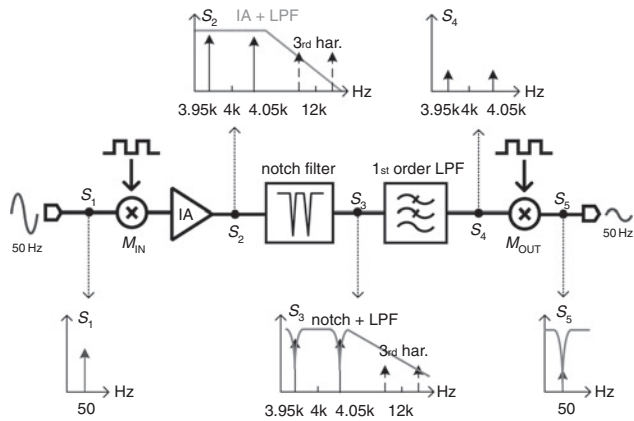 S2 IA + LPF
3rd har.
Hz
3.95k 4k 4.05k 12k
S4
Hz
3.95k 4k 4.05k
notch filter
1st order LPF
S1
IA
S2
S3
S4
S5
50 Hz
MIN
MOUT
50 Hz
S1
Hz
50
S3 notch + LPF
3rd har.
Hz
3.95k 4k 4.05k 12k
S5
Hz
50